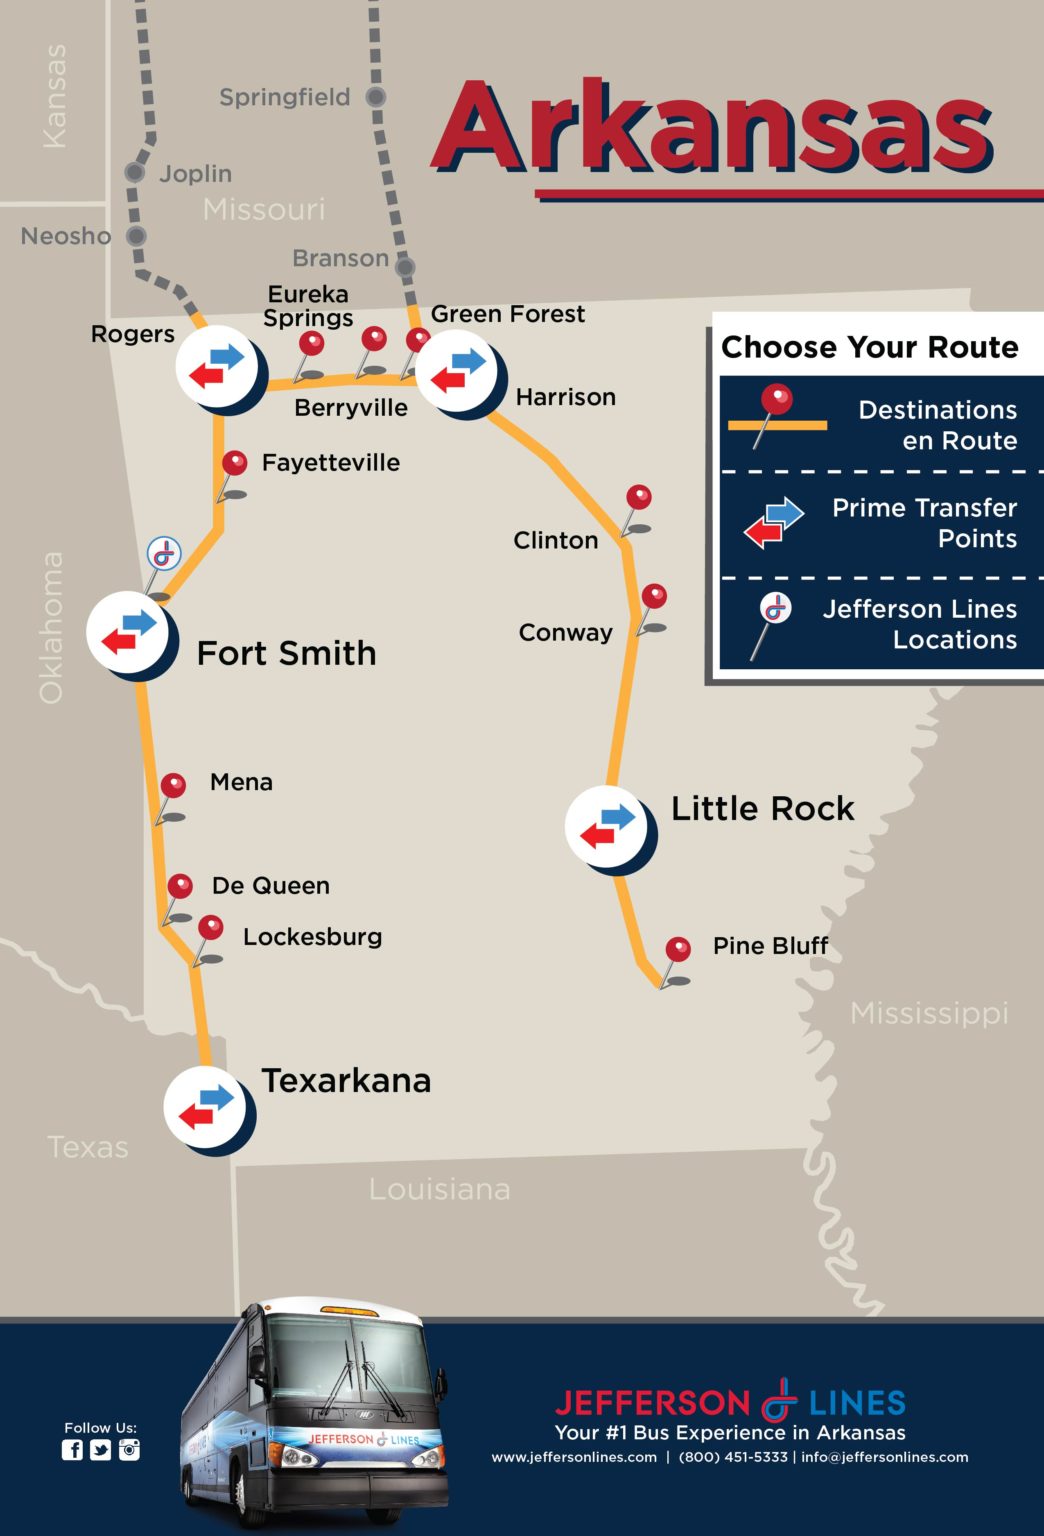 Arkansas
Kansas
Springfield
Joplin
Missouri
Neosho
Branson
Eureka
Springs
Green Forest
Rogers
Berryville
Harrison
Fayetteville
Clinton
Oklahoma
Conway
Fort Smith
Mena
Little Rock
De Queen
Lockesburg
Pine Bluff
Mississippi
Texarkana
Texas
Louisiana
Choose Your Route
Destinations
en Route
Prime Transfer
Points
Jefferson Lines
Locations
Follow Us:
JEFFERSON LINES
JEFFERSON LINES
Your #1 Bus Experience in Arkansas
www.jeffersonlines.com | (800) 451-5333 | info@jeffersonlines.com